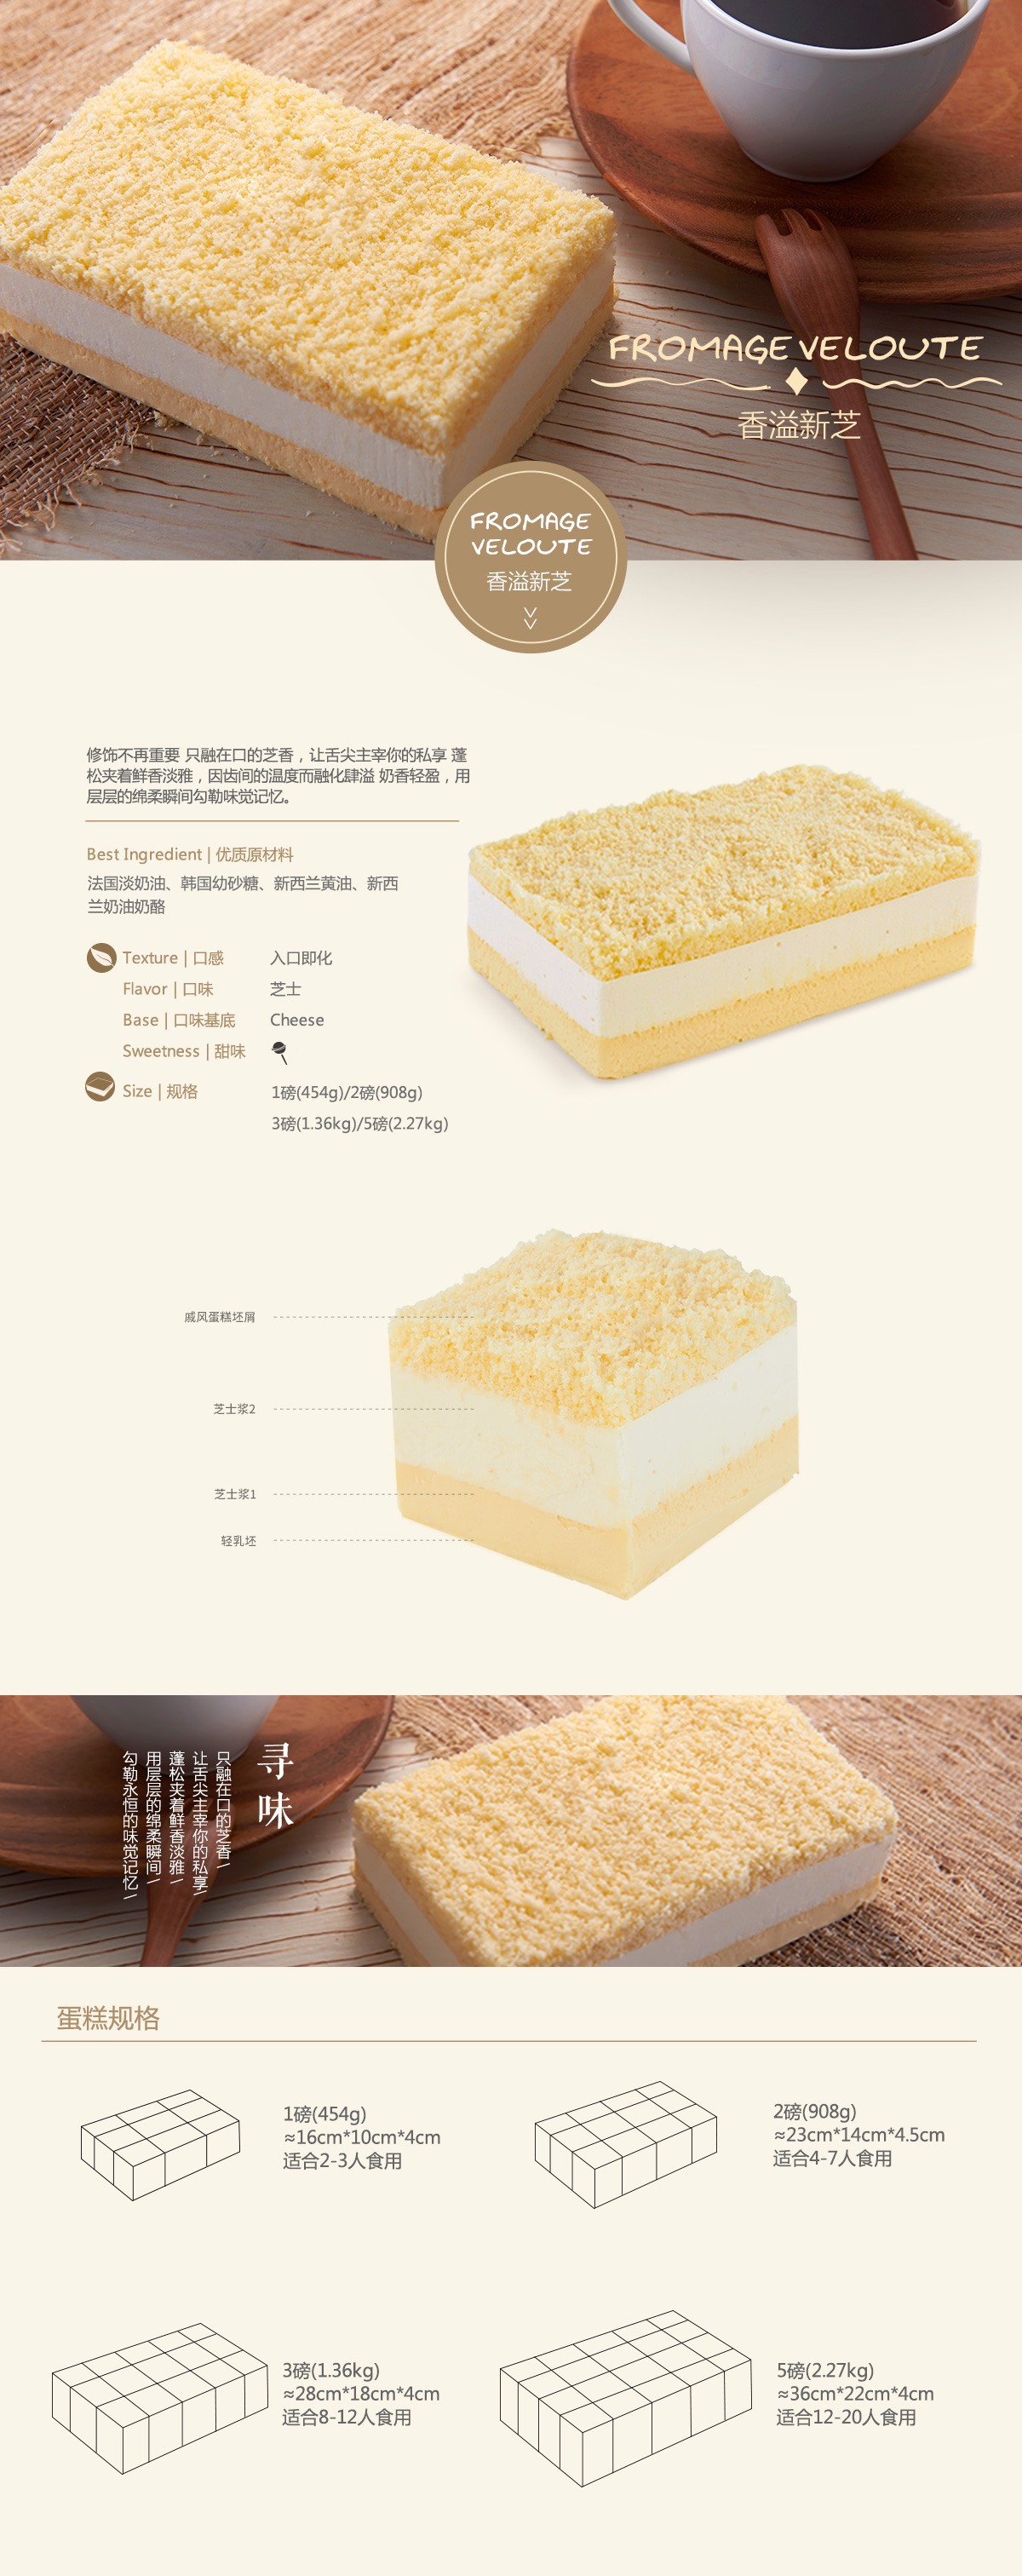 FROMAGE VELOUTE
香溢新芝
FROMAGE
VELOUTE
香溢新芝
修饰不再重要 只融在口的芝香，让舌尖主宰你的私享 蓬
松夹着鲜香淡雅，因齿间的温度而融化肆溢 奶香轻盈，用
层层的绵柔瞬间勾勒味觉记忆。
Best Ingredient | 优质原材料
法国淡奶油、韩国幼砂糖、新西兰黄油、新西
兰奶油奶酪
Texture | 口感 入口即化
Flavor | 口味 芝士
Base | 口味基底 Cheese
Sweetness | 甜味
Size | 规格 1磅(454g)/2磅(908g)
3磅(1.36kg)/5磅(2.27kg)
戚风蛋糕坯屑
芝士浆2
芝士浆1
轻乳坯
寻味
只融在口的芝香/
让舌尖主宰你的私享/
蓬松夹着鲜香淡雅/
用层层的绵柔瞬间/
勾勒永恒的味觉记忆/
蛋糕规格
1磅(454g)
≈16cm*10cm*4cm
适合2-3人食用
2磅(908g)
≈23cm*14cm*4.5cm
适合4-7人食用
3磅(1.36kg)
≈28cm*18cm*4cm
适合8-12人食用
5磅(2.27kg)
≈36cm*22cm*4cm
适合12-20人食用